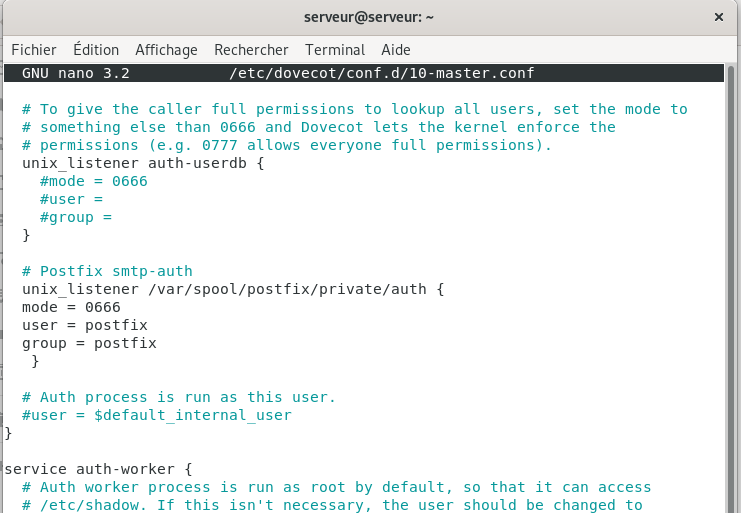 serveur@serveur: ~ ×
Fichier Édition Affichage Rechercher Terminal Aide
GNU nano 3.2 /etc/dovecot/conf.d/10-master.conf
# To give the caller full permissions to lookup all users, set the mode to
# something else than 0666 and Dovecot lets the kernel enforce the
# permissions (e.g. 0777 allows everyone full permissions).
unix_listener auth-userdb {
#mode = 0666
#user =
#group =
}
# Postfix smtp-auth
unix_listener /var/spool/postfix/private/auth {
mode = 0666
user = postfix
group = postfix
}
# Auth process is run as this user.
#user = $default_internal_user
}
service auth-worker {
# Auth worker process is run as root by default, so that it can access
# /etc/shadow. If this isn't necessary, the user should be changed to